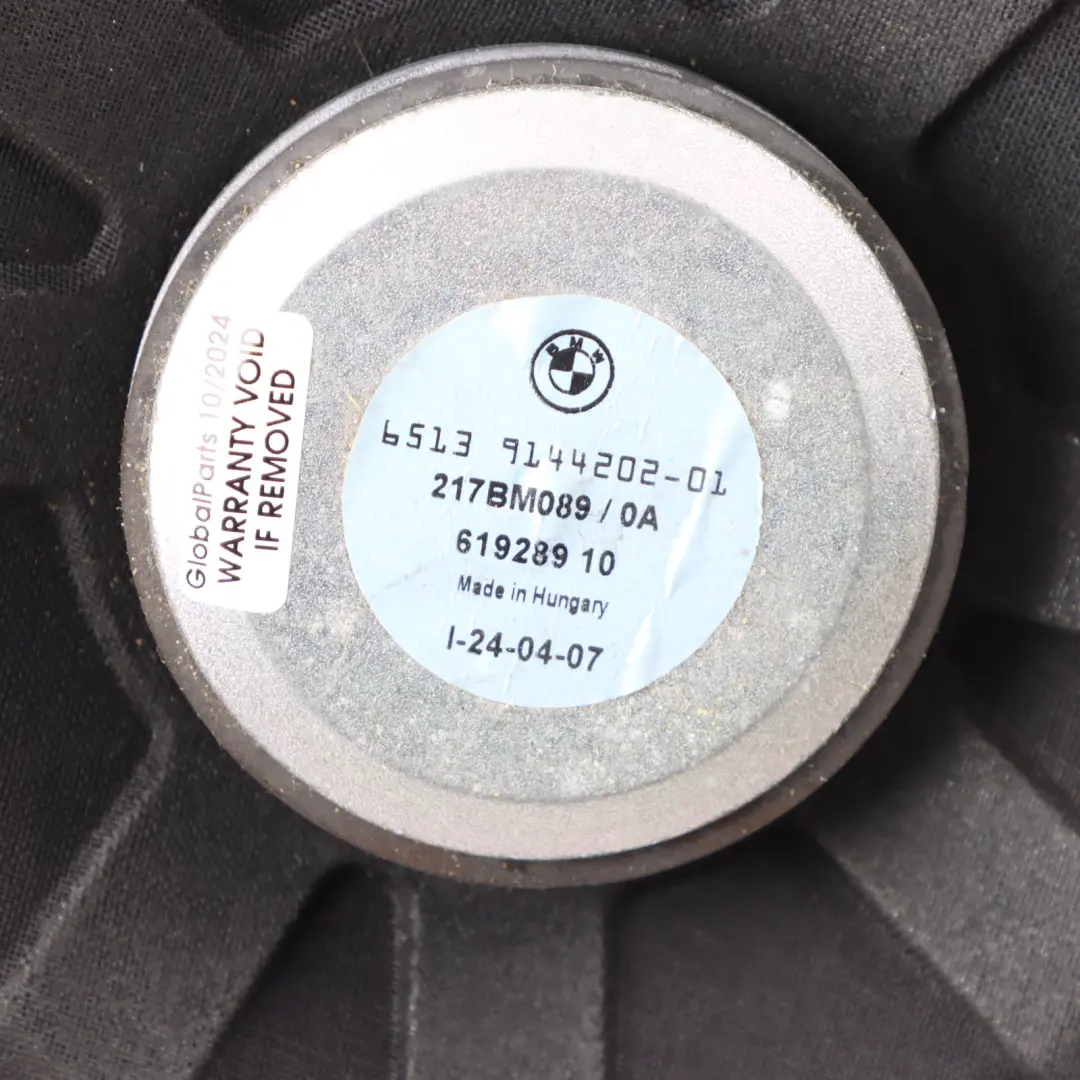 BMW
6513 9144202-01
217BM089 / 0A
619289 10
Made in Hungary
I-24-04-07
GlobalParts 10/2024
WARRANTY VOID
IF REMOVED